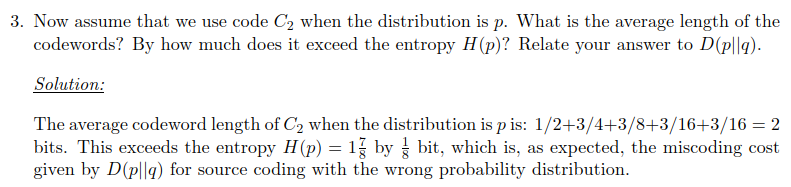 3. Now assume that we use code C₂ when the distribution is p. What is the average length of the
codewords? By how much does it exceed the entropy H(p)? Relate your answer to D(p||q).
Solution:
The average codeword length of C₂ when the distribution is p is: 1/2+3/4+3/8+3/16+3/16 = 2
bits. This exceeds the entropy H(p) = 1⅞ by ⅛ bit, which is, as expected, the miscoding cost
given by D(p||q) for source coding with the wrong probability distribution.